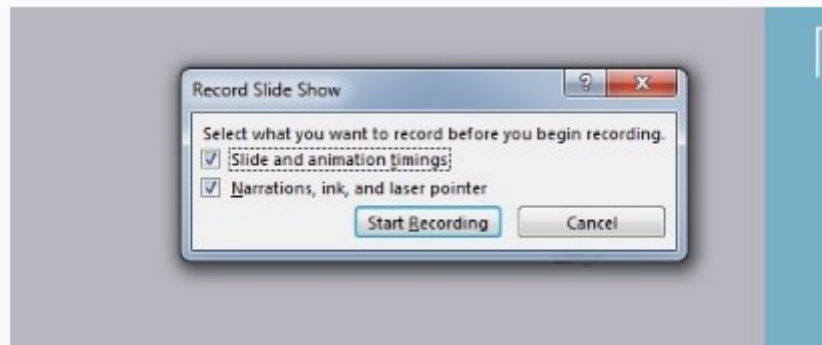 Record Slide Show
?
X
Select what you want to record before you begin recording.
Slide and animation timings
Narrations, ink, and laser pointer
Start Recording
Cancel